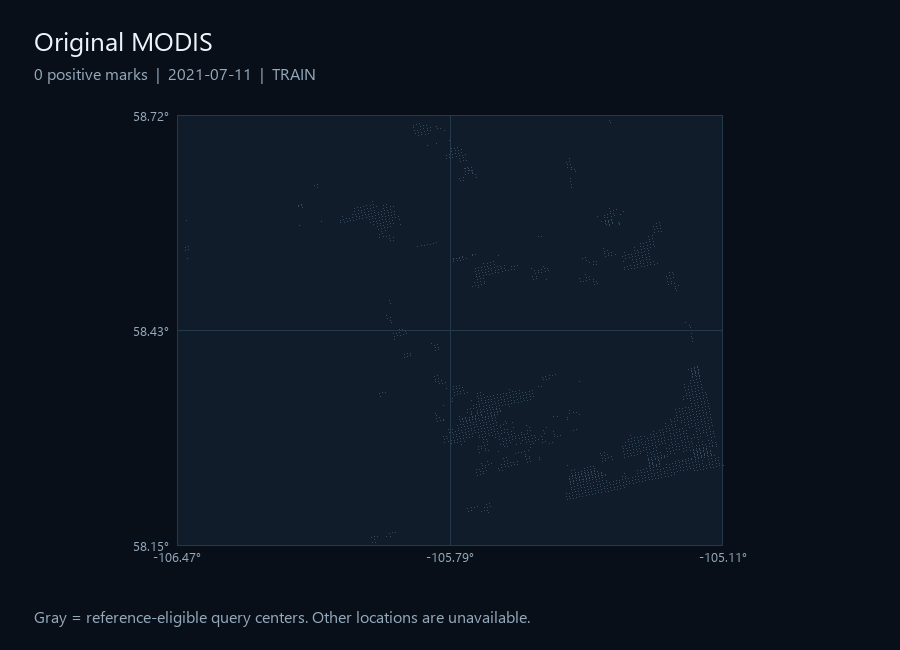 Original MODIS
0 positive marks | 2021-07-11 | TRAIN
58.72°
58.43°
58.15°
-106.47°
-105.79°
-105.11°
Gray = reference-eligible query centers. Other locations are unavailable.